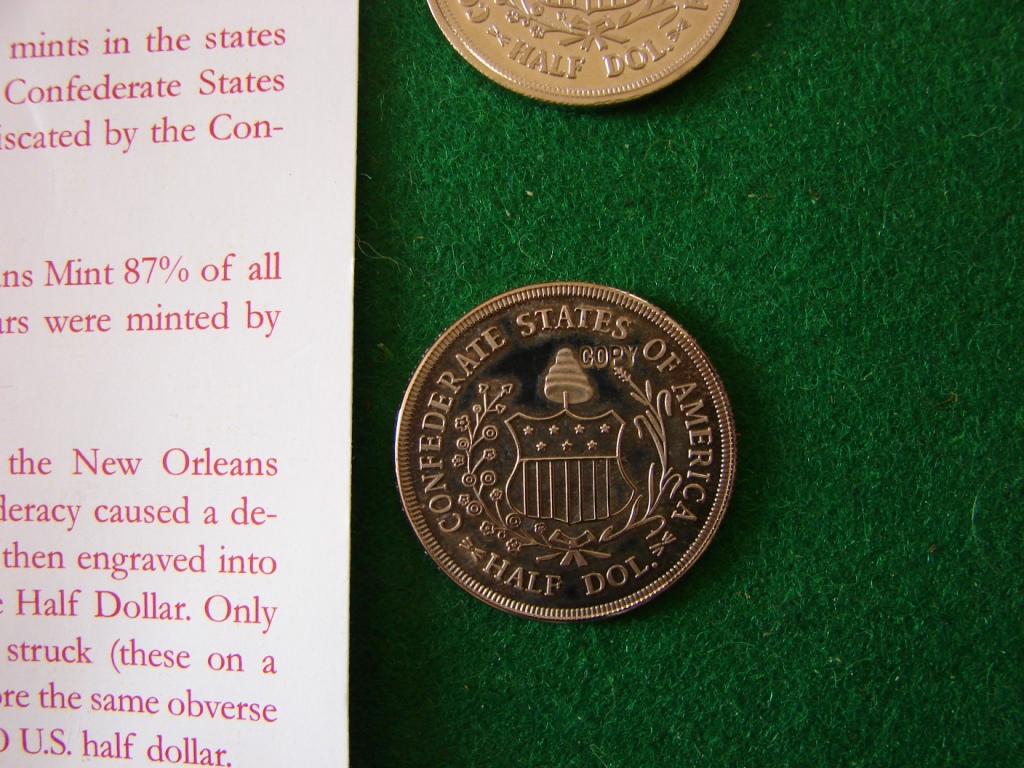 mints in the states
Confederate States
iscated by the Con-
ns Mint 87% of all
ars were minted by
the New Orleans
deracy caused a de-
then engraved into
e Half Dollar. Only
struck (these on a
ore the same obverse
O U.S. half dollar.
HALF DOL.
CONFEDERATE STATES OF AMERICA
COPY
HALF DOL.